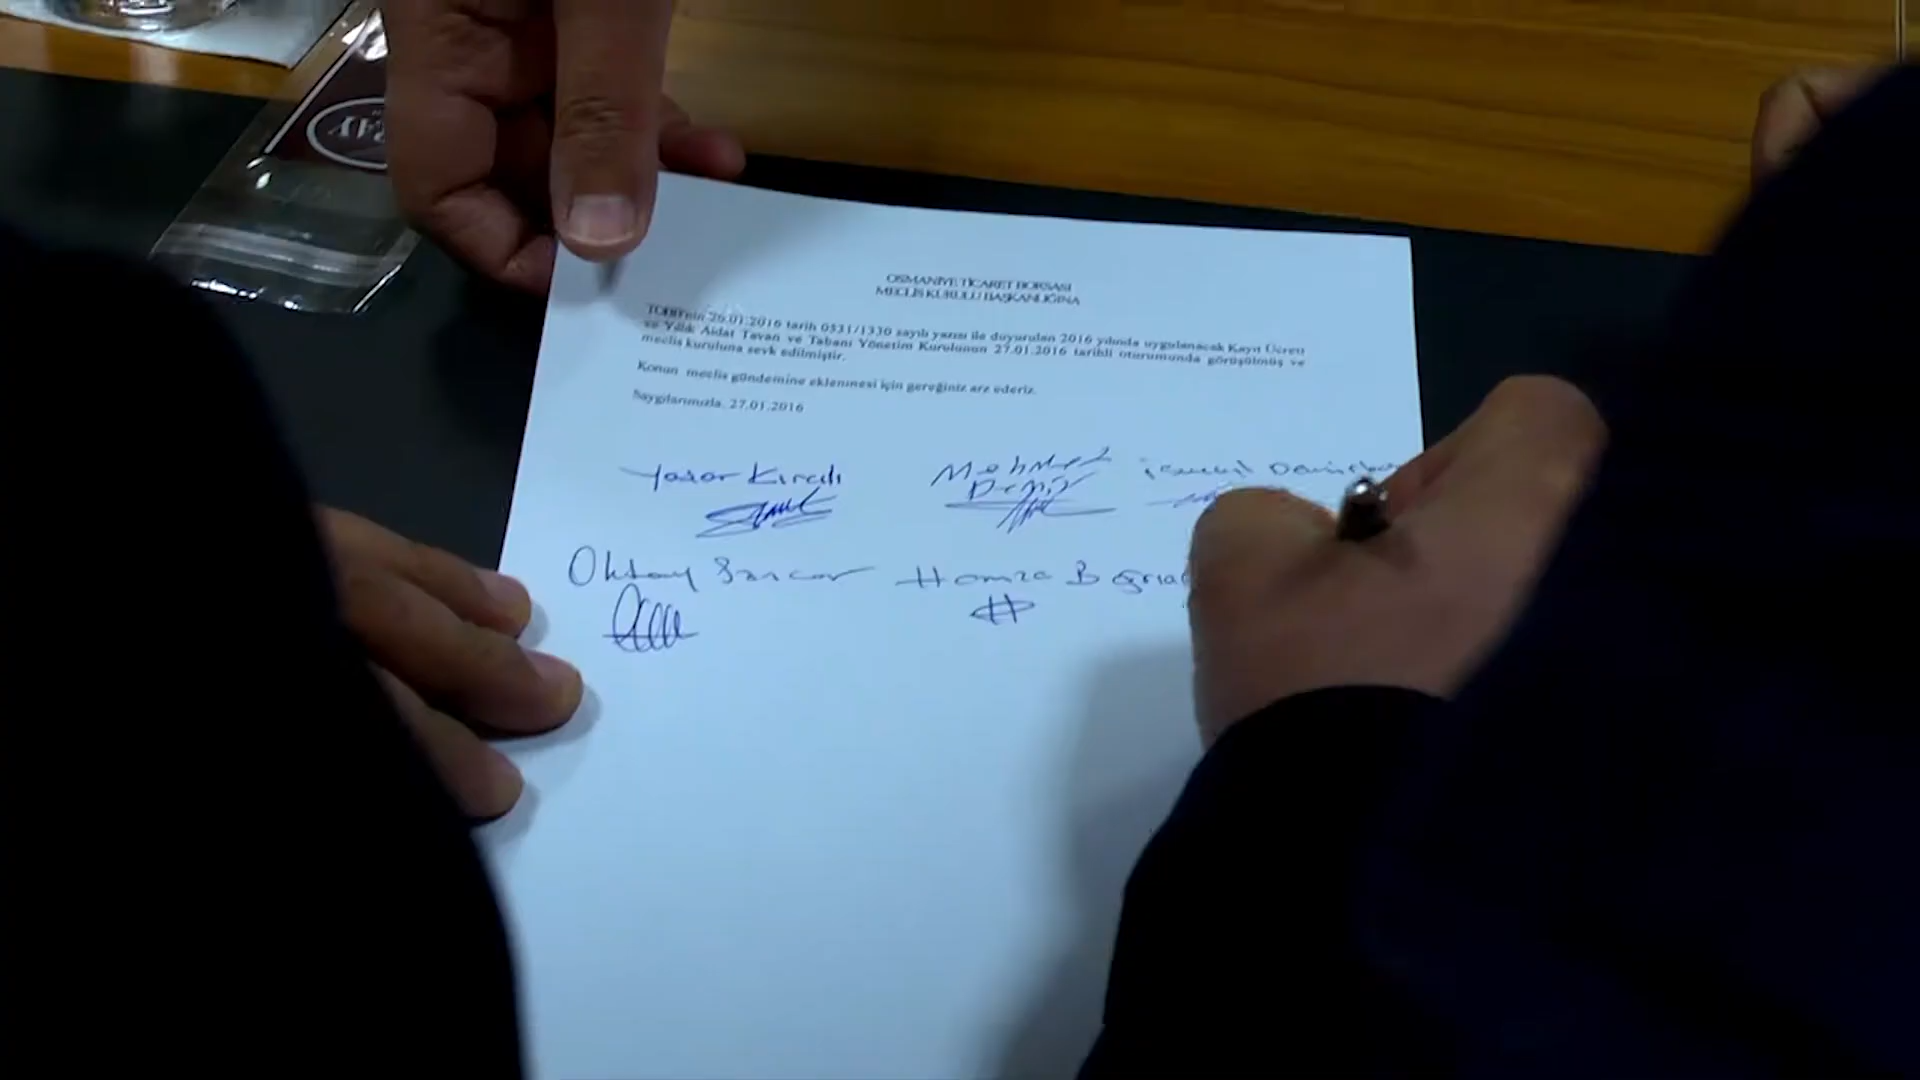 OSMANİYE TİCARET BORSASI
MECLİS KURULU BAŞKANLIĞINA
TOBB'nin 26.01.2016 tarih 0531/1330 sayılı yazısı ile duyurulan 2016 yılında uygulanacak Kayıt Ücreti
ve Yıllık Aidat Tavan ve Tabanı Yönetim Kurulunun 27.01.2016 tarihli oturumunda görüşülmüş ve
meclis kuruluna sevk edilmiştir.
Konun meclis gündemine eklenmesi için gereğiniz arz ederiz.
Saygılarımızla. 27.01.2016
Yaşar Mehmet
Demir
Oktay Hamza